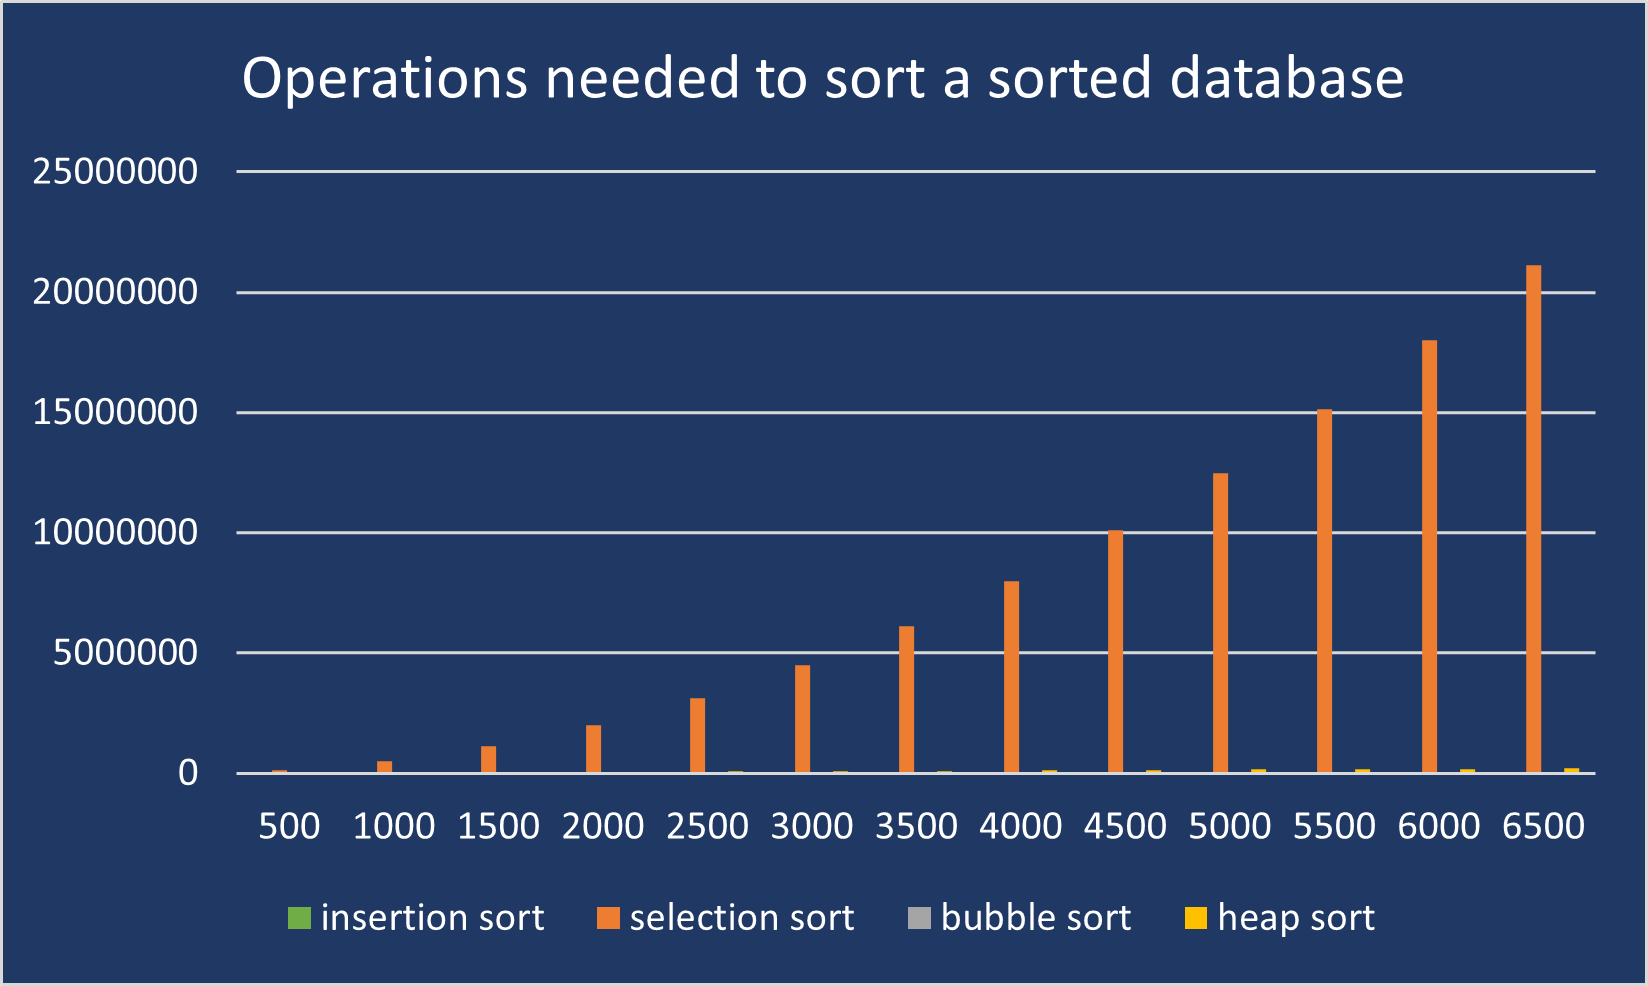 Operations needed to sort a sorted database
25000000
20000000
15000000
10000000
5000000
0
500 1000 1500 2000 2500 3000 3500 4000 4500 5000 5500 6000 6500
insertion sort selection sort bubble sort heap sort